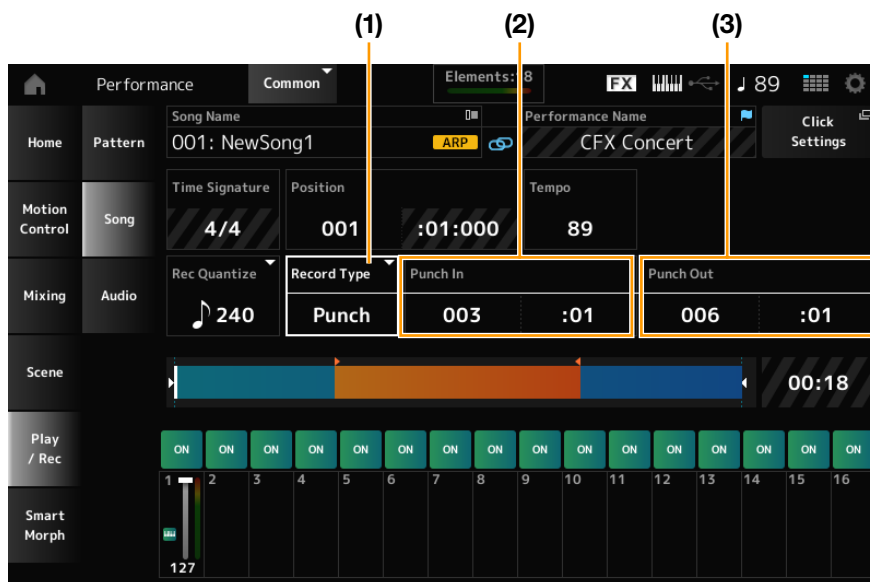 (1) (2) (3)
Performance Common Elements:18 FX 89
Home Pattern Song Name Performance Name Click Settings
001: NewSong1 ARP CFX Concert
Motion Control Song Time Signature Position Tempo
4/4 001 :01:000 89
Mixing Audio Rec Quantize Record Type Punch In Punch Out
240 Punch 003 :01 006 :01
Scene 00:18
Play / Rec ON ON ON ON ON ON ON ON ON ON ON ON ON ON ON ON
1 2 3 4 5 6 7 8 9 10 11 12 13 14 15 16
Smart Morph
127